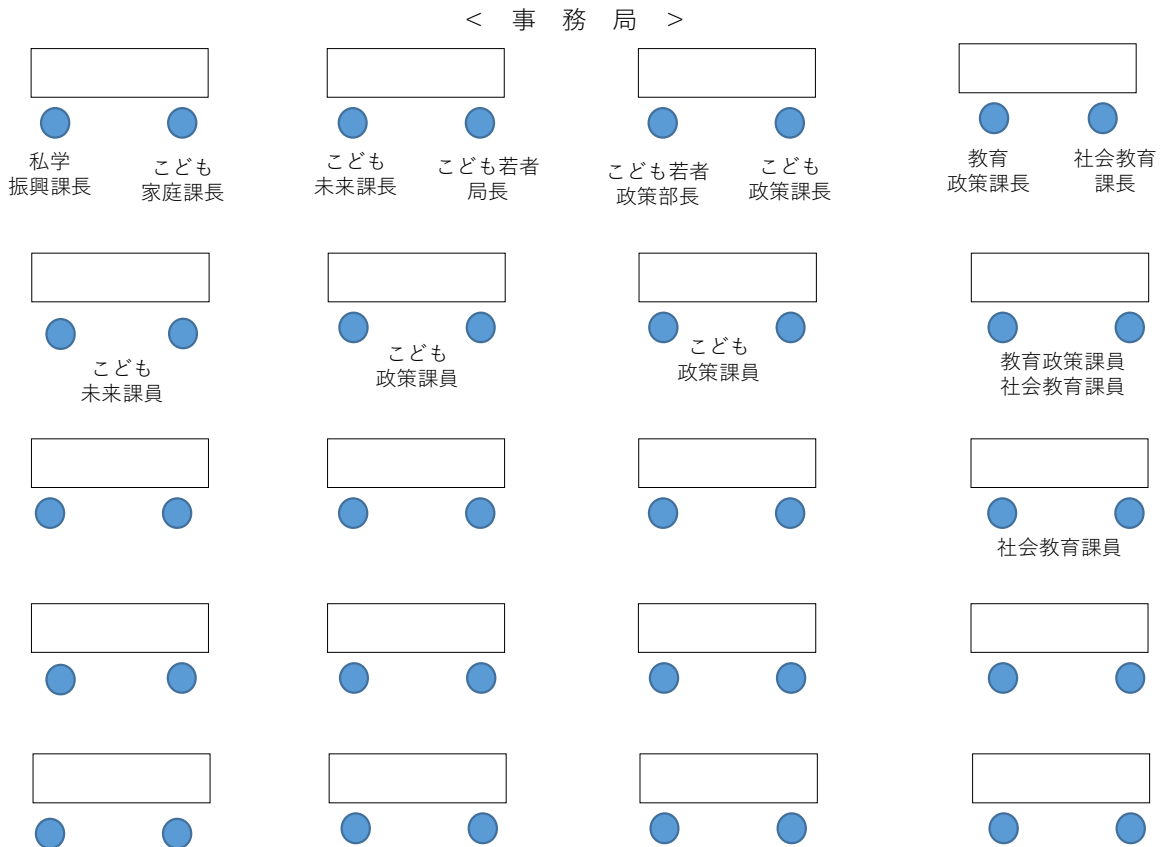 < 事 務 局 >
私学
振興課長
こども
家庭課長
こども
未来課長
こども若者
局長
こども若者
政策部長
こども
政策課長
教育
政策課長
社会教育
課長
こども
未来課員
こども
政策課員
こども
政策課員
教育政策課員
社会教育課員
社会教育課員